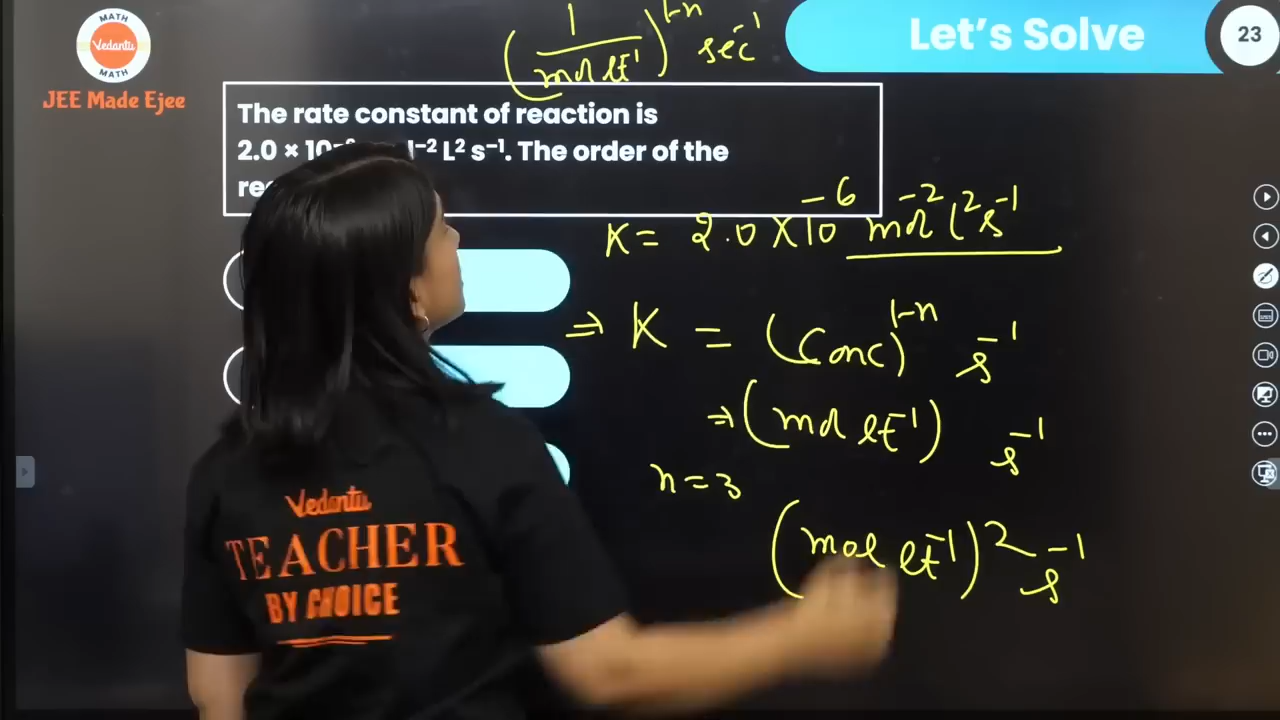 MATH
Vedantu
MATH
JEE Made Ejee
Let's Solve
23
(1/mol lt⁻¹)¹⁻ⁿ sec⁻¹
The rate constant of reaction is
2.0 × 10 ⁻² L² s⁻¹. The order of the
K = 2.0 × 10⁻⁶ mol⁻² L² s⁻¹
⇒ K = (Conc)¹⁻ⁿ s⁻¹
⇒ (mol lt⁻¹) s⁻¹
n = 3
(mol lt⁻¹)² s⁻¹
Vedantu
TEACHER
BY CHOICE